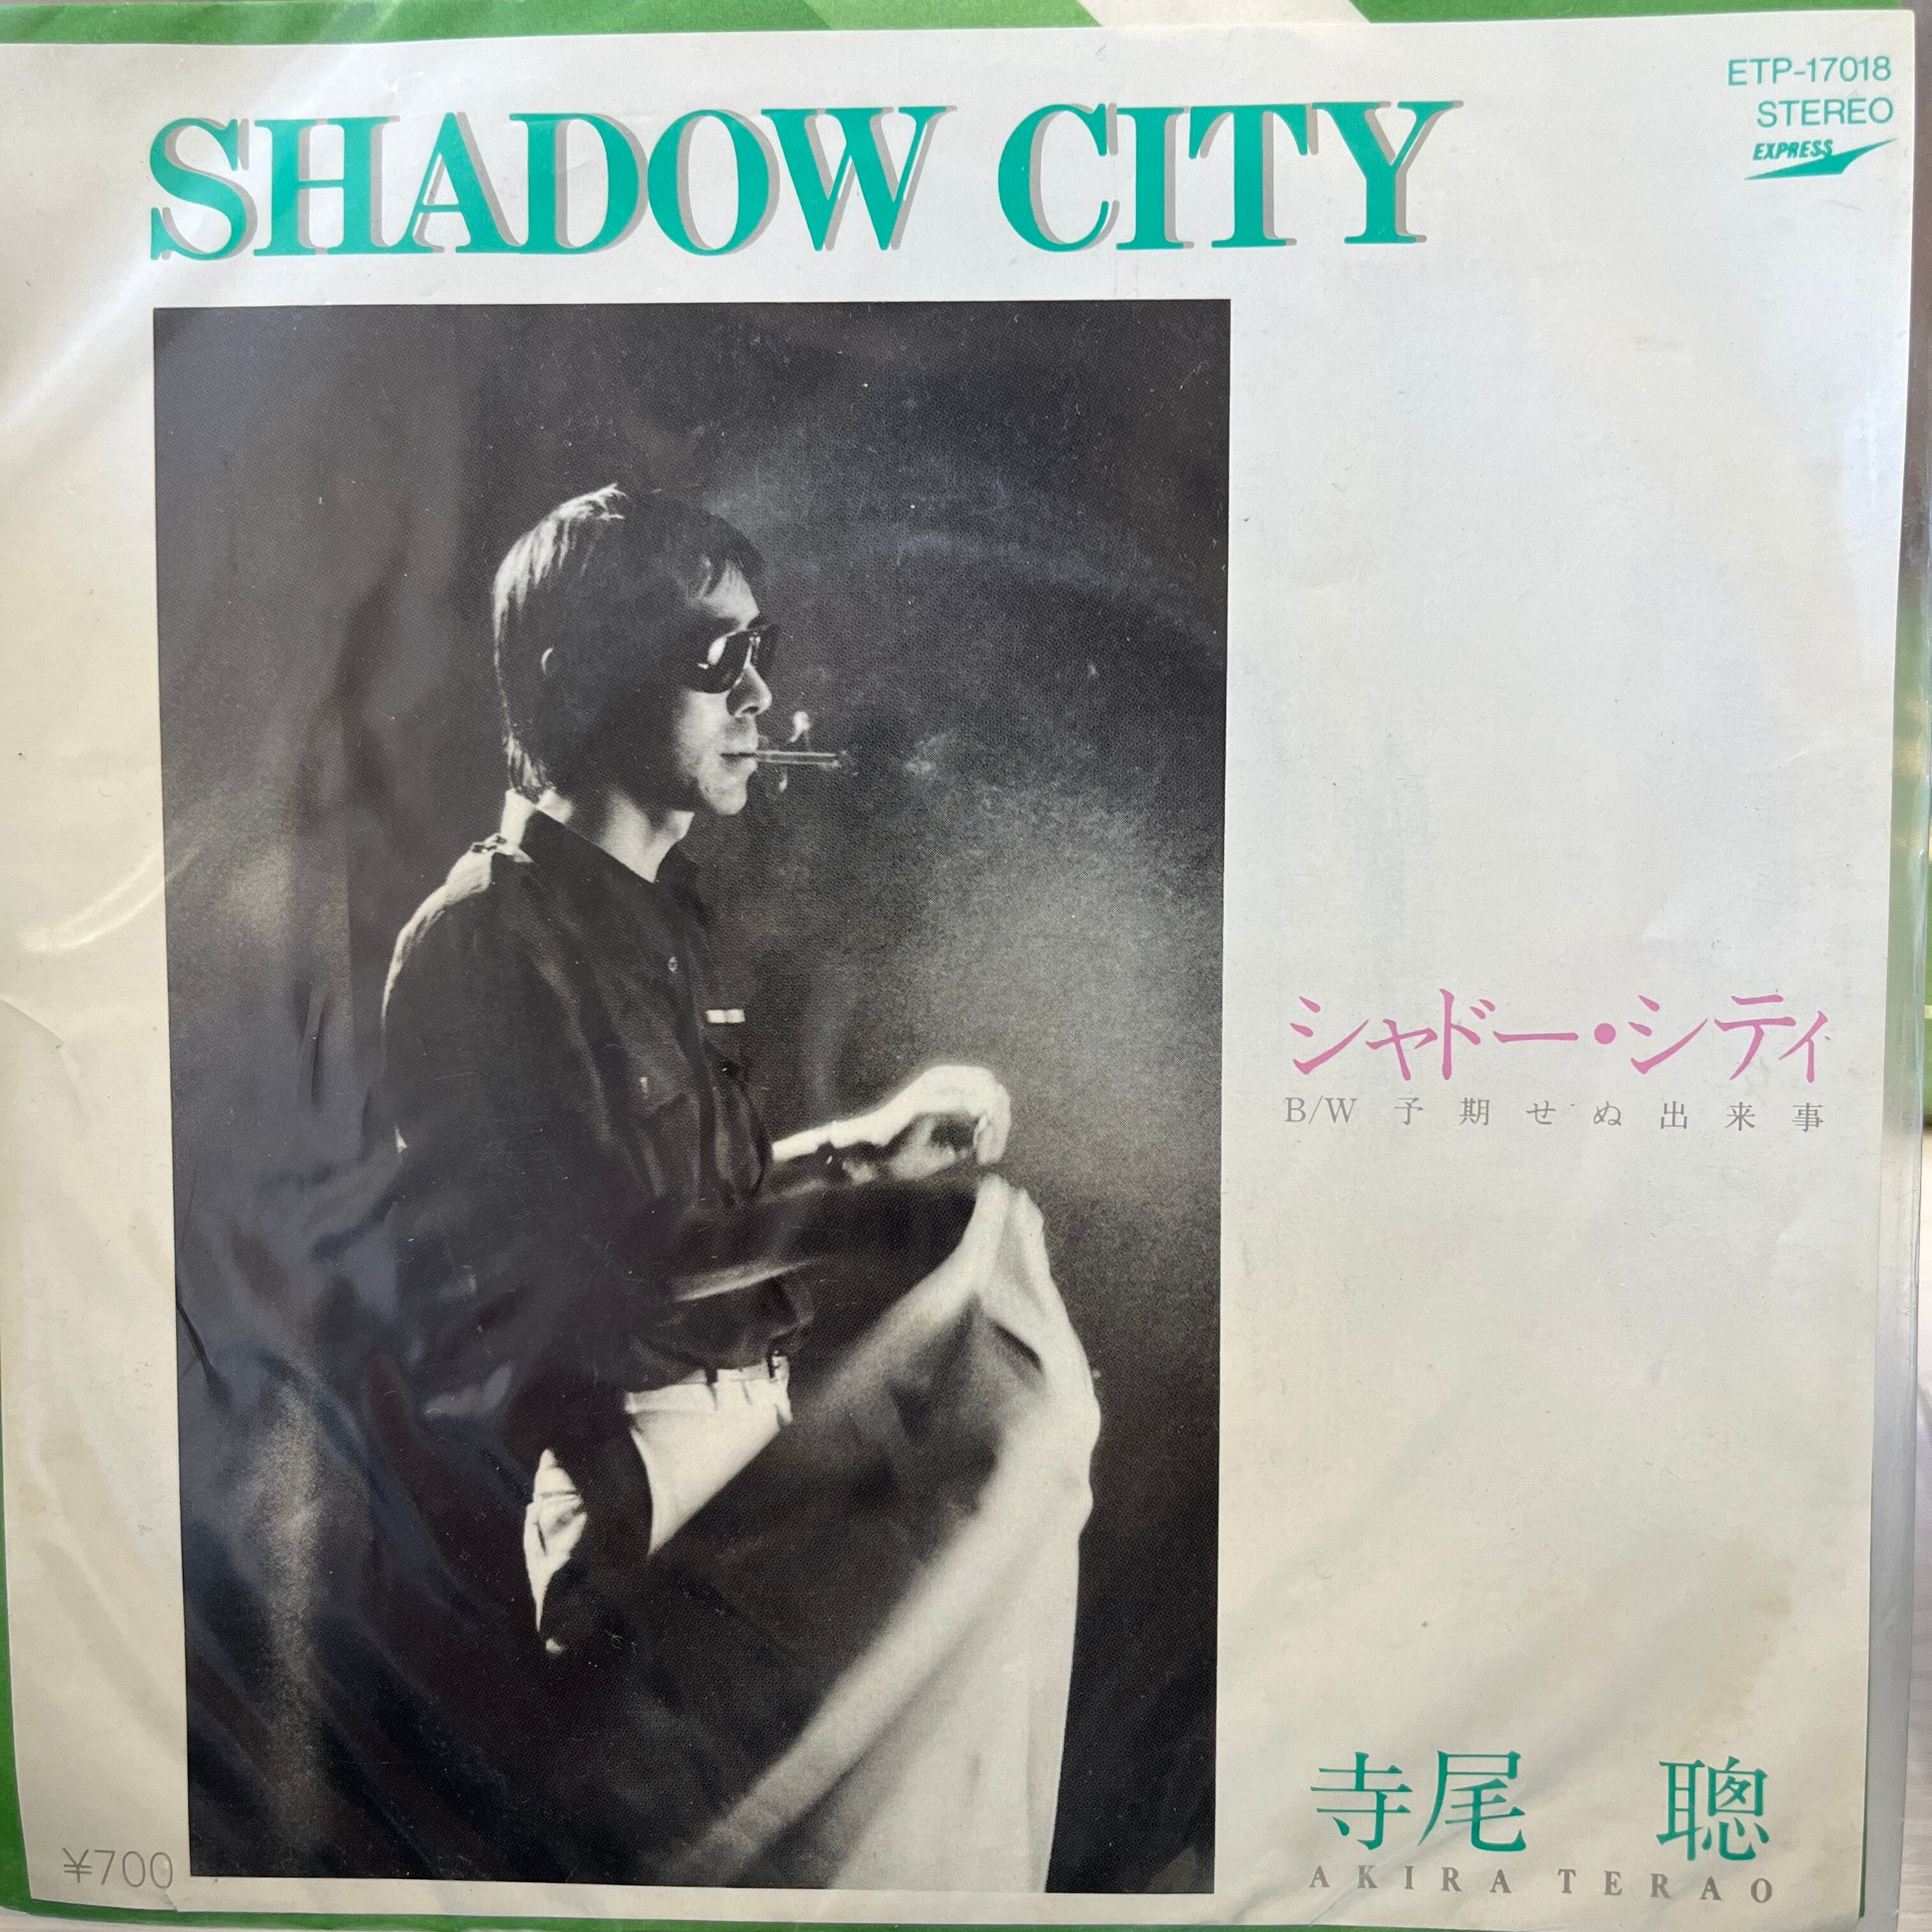 ETP-17018
STEREO
EXPRESS
SHADOW CITY
シャドー・シティ
B/W 予期せぬ出来事
寺尾 聰
AKIRA TERAO
¥700